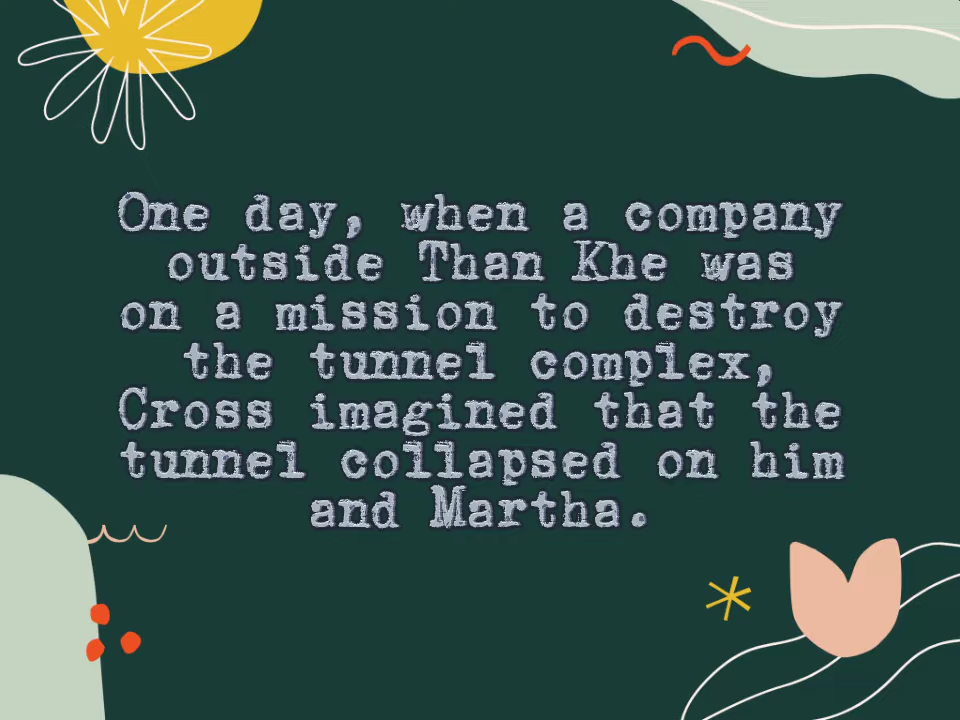 One day, when a company
outside Than Khe was
on a mission to destroy
the tunnel complex,
Cross imagined that the
tunnel collapsed on him
and Martha.